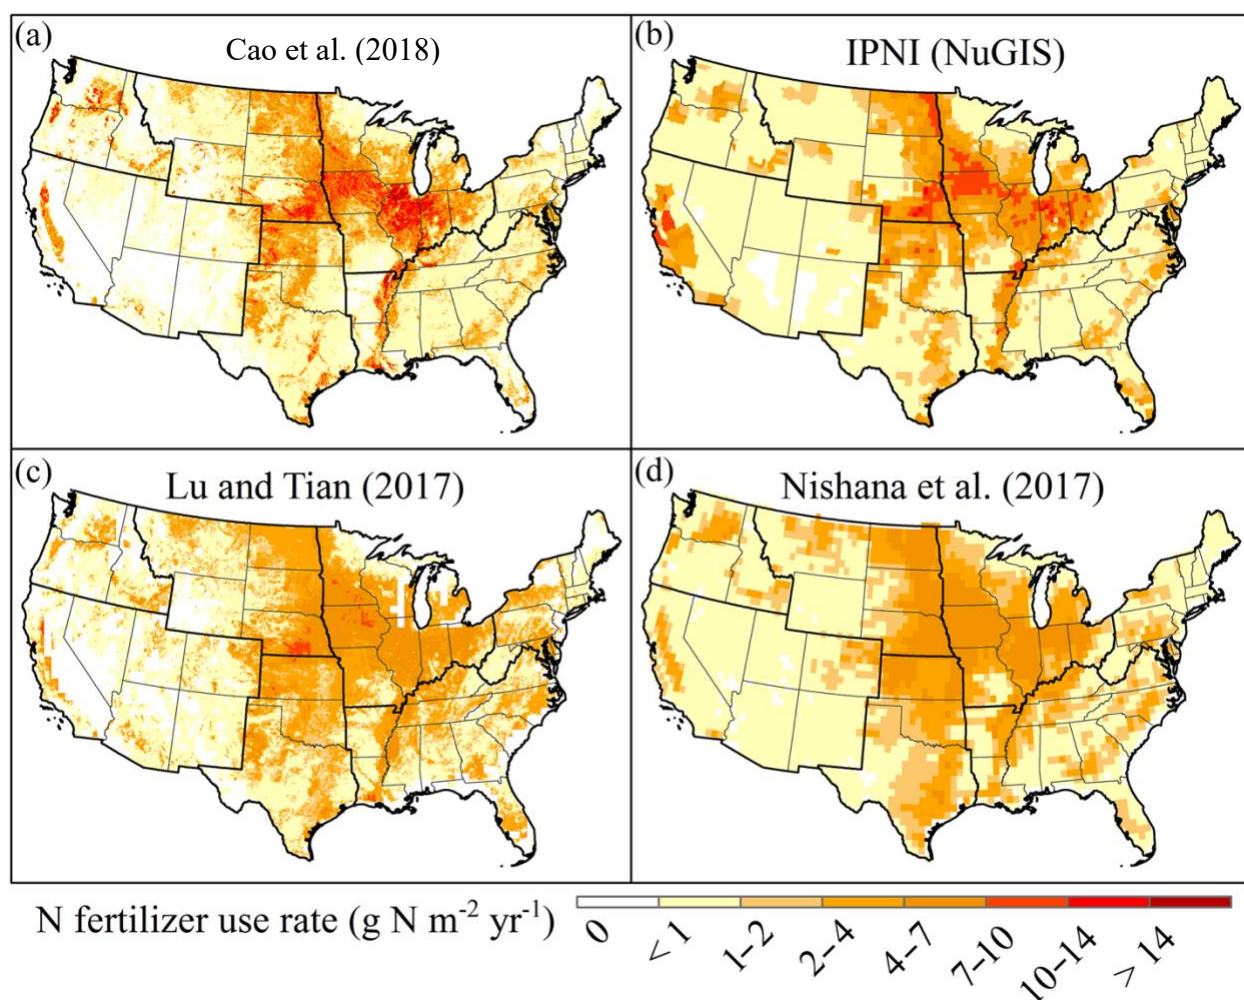 (a)
Cao et al. (2018)
(b)
IPNI (NuGIS)
(c)
Lu and Tian (2017)
(d)
Nishana et al. (2017)
N fertilizer use rate (g N m⁻² yr⁻¹)
0
< 1
1–2
2–4
4–7
7–10
10–14
> 14